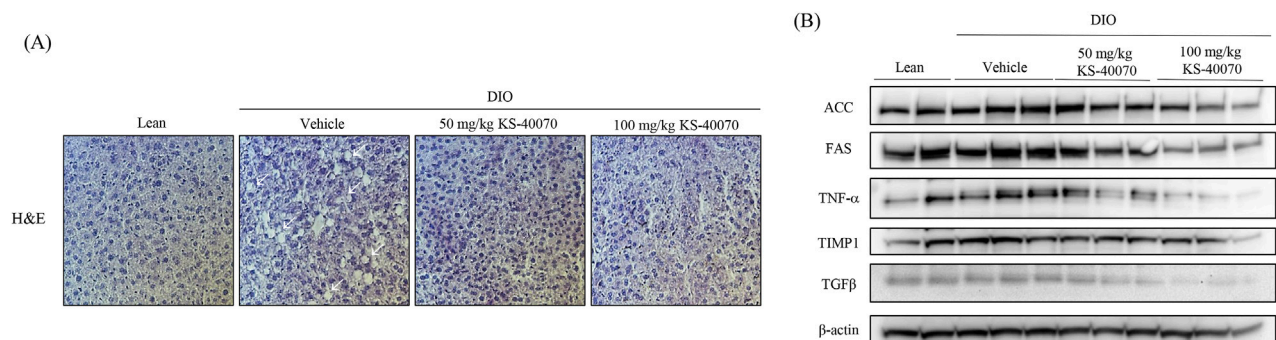 (A)
DIO
Lean
Vehicle
50 mg/kg KS-40070
100 mg/kg KS-40070
H&E
(B)
DIO
Lean
Vehicle
50 mg/kg
KS-40070
100 mg/kg
KS-40070
ACC
FAS
TNF-α
TIMP1
TGFβ
β-actin